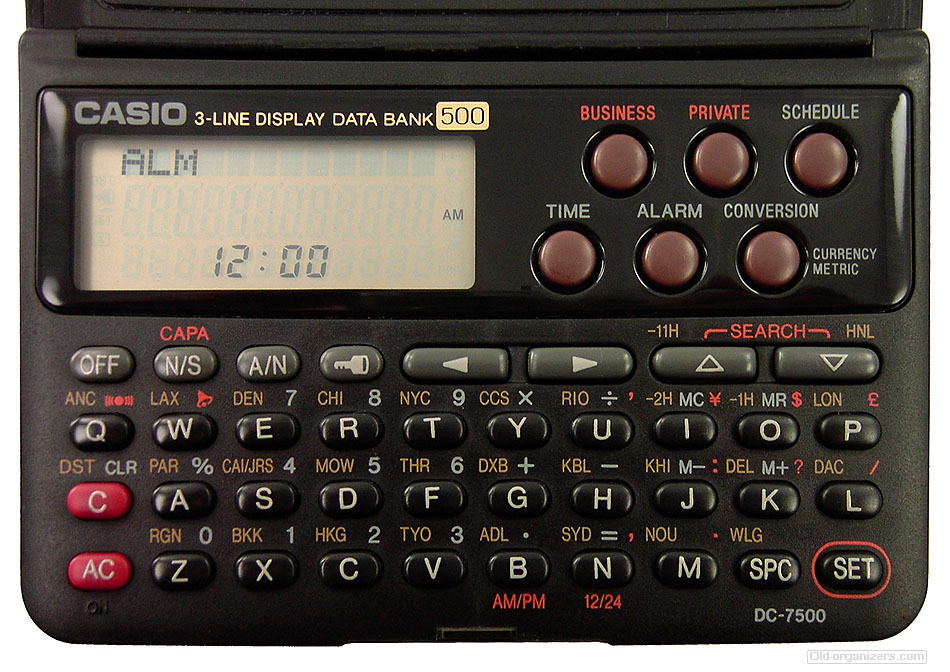 CASIO 3-LINE DISPLAY DATA BANK 500
BUSINESS PRIVATE SCHEDULE
ALM
AM
12:00
TIME ALARM CONVERSION
CURRENCY
METRIC
CAPA -11H SEARCH HNL
OFF N/S A/N ◄ ► △ ▽
ANC LAX DEN 7 CHI 8 NYC 9 CCS × RIO ÷ ' -2H MC ¥ -1H MR $ LON £
Q W E R T Y U I O P
DST CLR PAR % CAI/JRS 4 MOW 5 THR 6 DXB + KBL − KHI M− : DEL M+ ? DAC /
C A S D F G H J K L
RGN 0 BKK 1 HKG 2 TYO 3 ADL · SYD = , NOU . WLG
AC Z X C V B N M SPC SET
ON AM/PM 12/24 DC-7500
Old-organizers.com